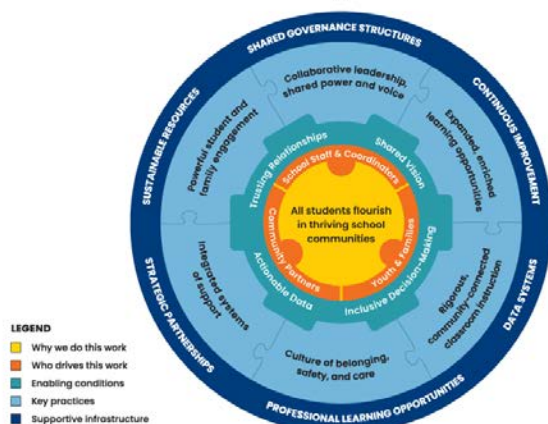 SHARED GOVERNANCE STRUCTURES
CONTINUOUS IMPROVEMENT
DATA SYSTEMS
PROFESSIONAL LEARNING OPPORTUNITIES
STRATEGIC PARTNERSHIPS
SUSTAINABLE RESOURCES
Collaborative leadership,
shared power and voice
Expanded, enriched
learning opportunities
Rigorous,
community-connected
classroom instruction
Culture of belonging,
safety, and care
Integrated systems
of support
Powerful student and
family engagement
Trusting Relationships
Shared Vision
Inclusive Decision-Making
Actionable Data
School Staff & Coordinators
Youth & Families
Community Partners
All students flourish
in thriving school
communities
LEGEND
Why we do this work
Who drives this work
Enabling conditions
Key practices
Supportive infrastructure